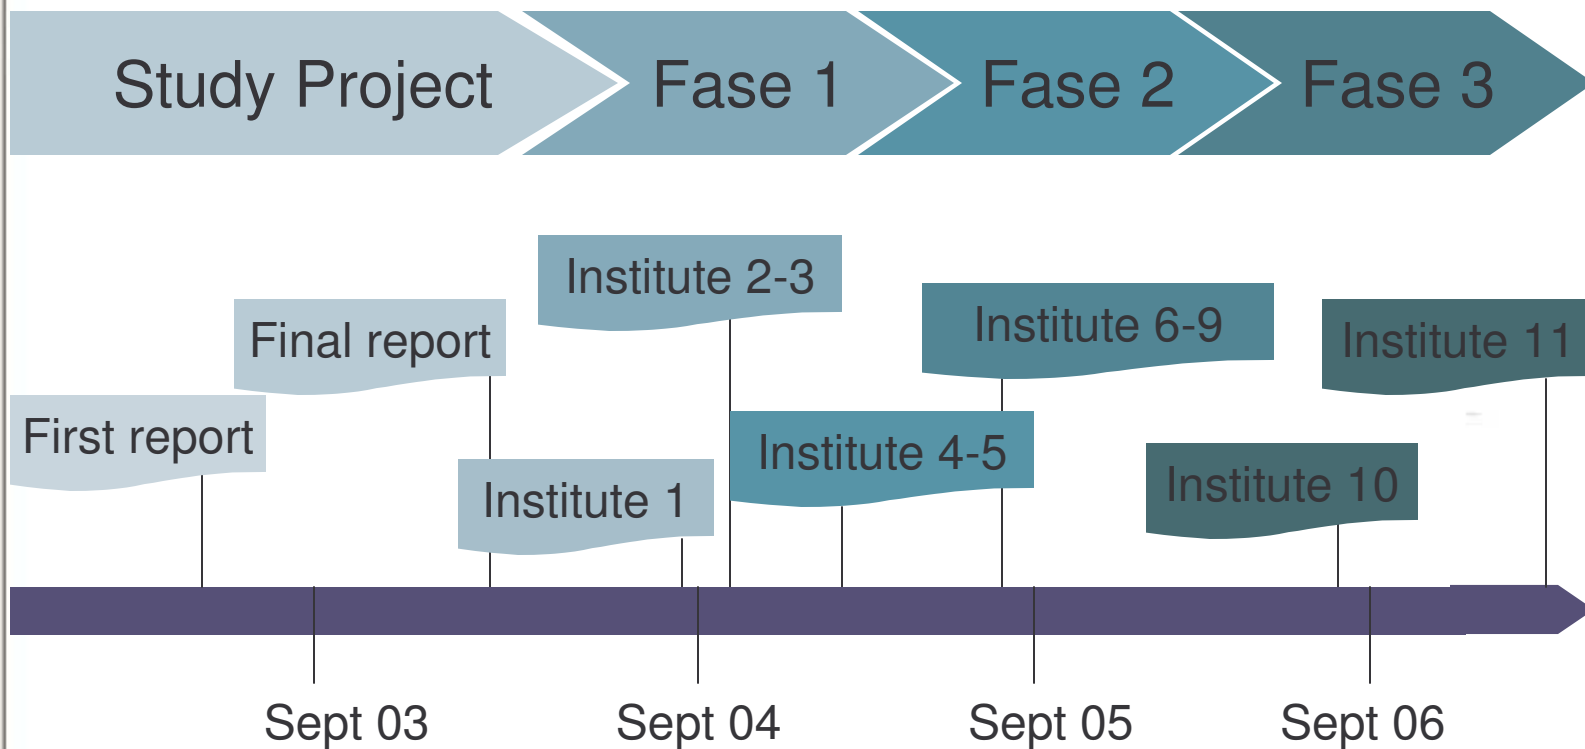 Study Project
Fase 1
Fase 2
Fase 3
Institute 2-3
Institute 6-9
Final report
Institute 11
First report
Institute 4-5
Institute 1
Institute 10
Sept 03
Sept 04
Sept 05
Sept 06